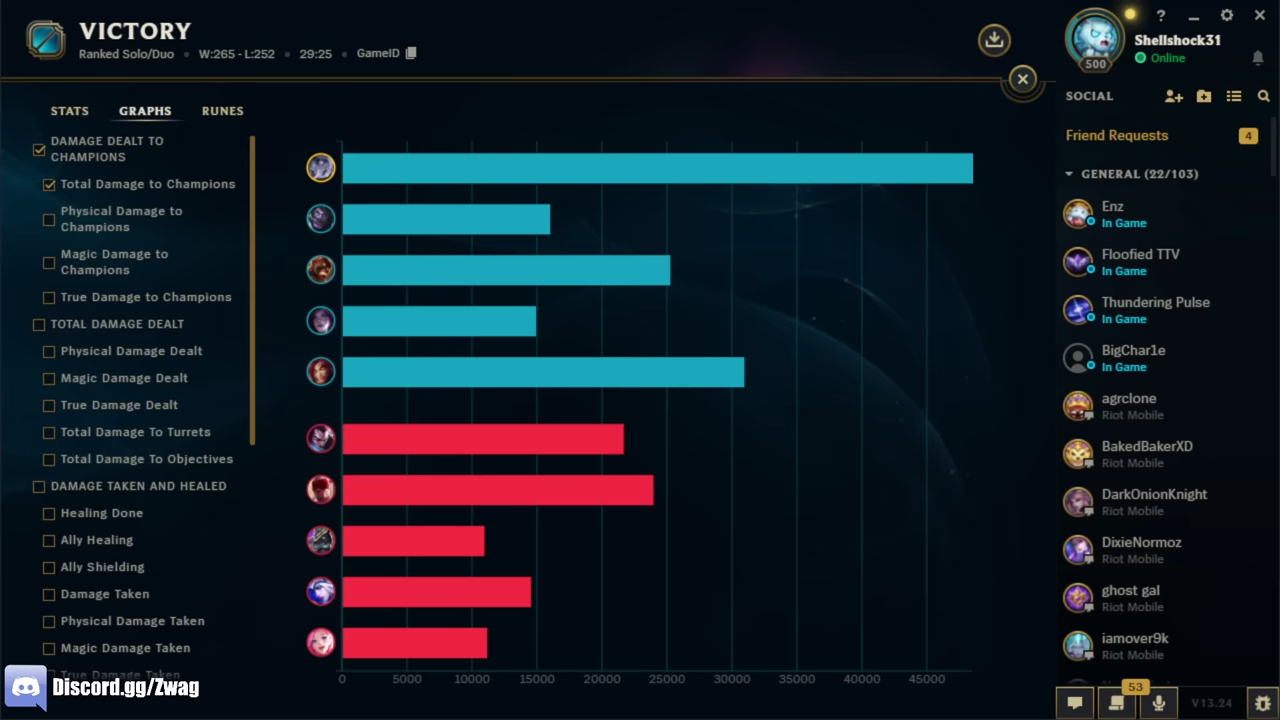 VICTORY
Ranked Solo/Duo • W:265 - L:252 • 29:25 • GameID
STATS GRAPHS RUNES
DAMAGE DEALT TO
CHAMPIONS
Total Damage to Champions
Physical Damage to
Champions
Magic Damage to
Champions
True Damage to Champions
TOTAL DAMAGE DEALT
Physical Damage Dealt
Magic Damage Dealt
True Damage Dealt
Total Damage To Turrets
Total Damage To Objectives
DAMAGE TAKEN AND HEALED
Healing Done
Ally Healing
Ally Shielding
Damage Taken
Physical Damage Taken
Magic Damage Taken
True Damage Taken
Discord.gg/Zwag
0 5000 10000 15000 20000 25000 30000 35000 40000 45000
?
Shellshock31
Online
500
SOCIAL
Friend Requests 4
GENERAL (22/103)
Enz
In Game
Floofied TTV
In Game
Thundering Pulse
In Game
BigChar1e
In Game
agrclone
Riot Mobile
BakedBakerXD
Riot Mobile
DarkOnionKnight
Riot Mobile
DixieNormoz
Riot Mobile
ghost gal
Riot Mobile
iamover9k
Riot Mobile
53
V13.24